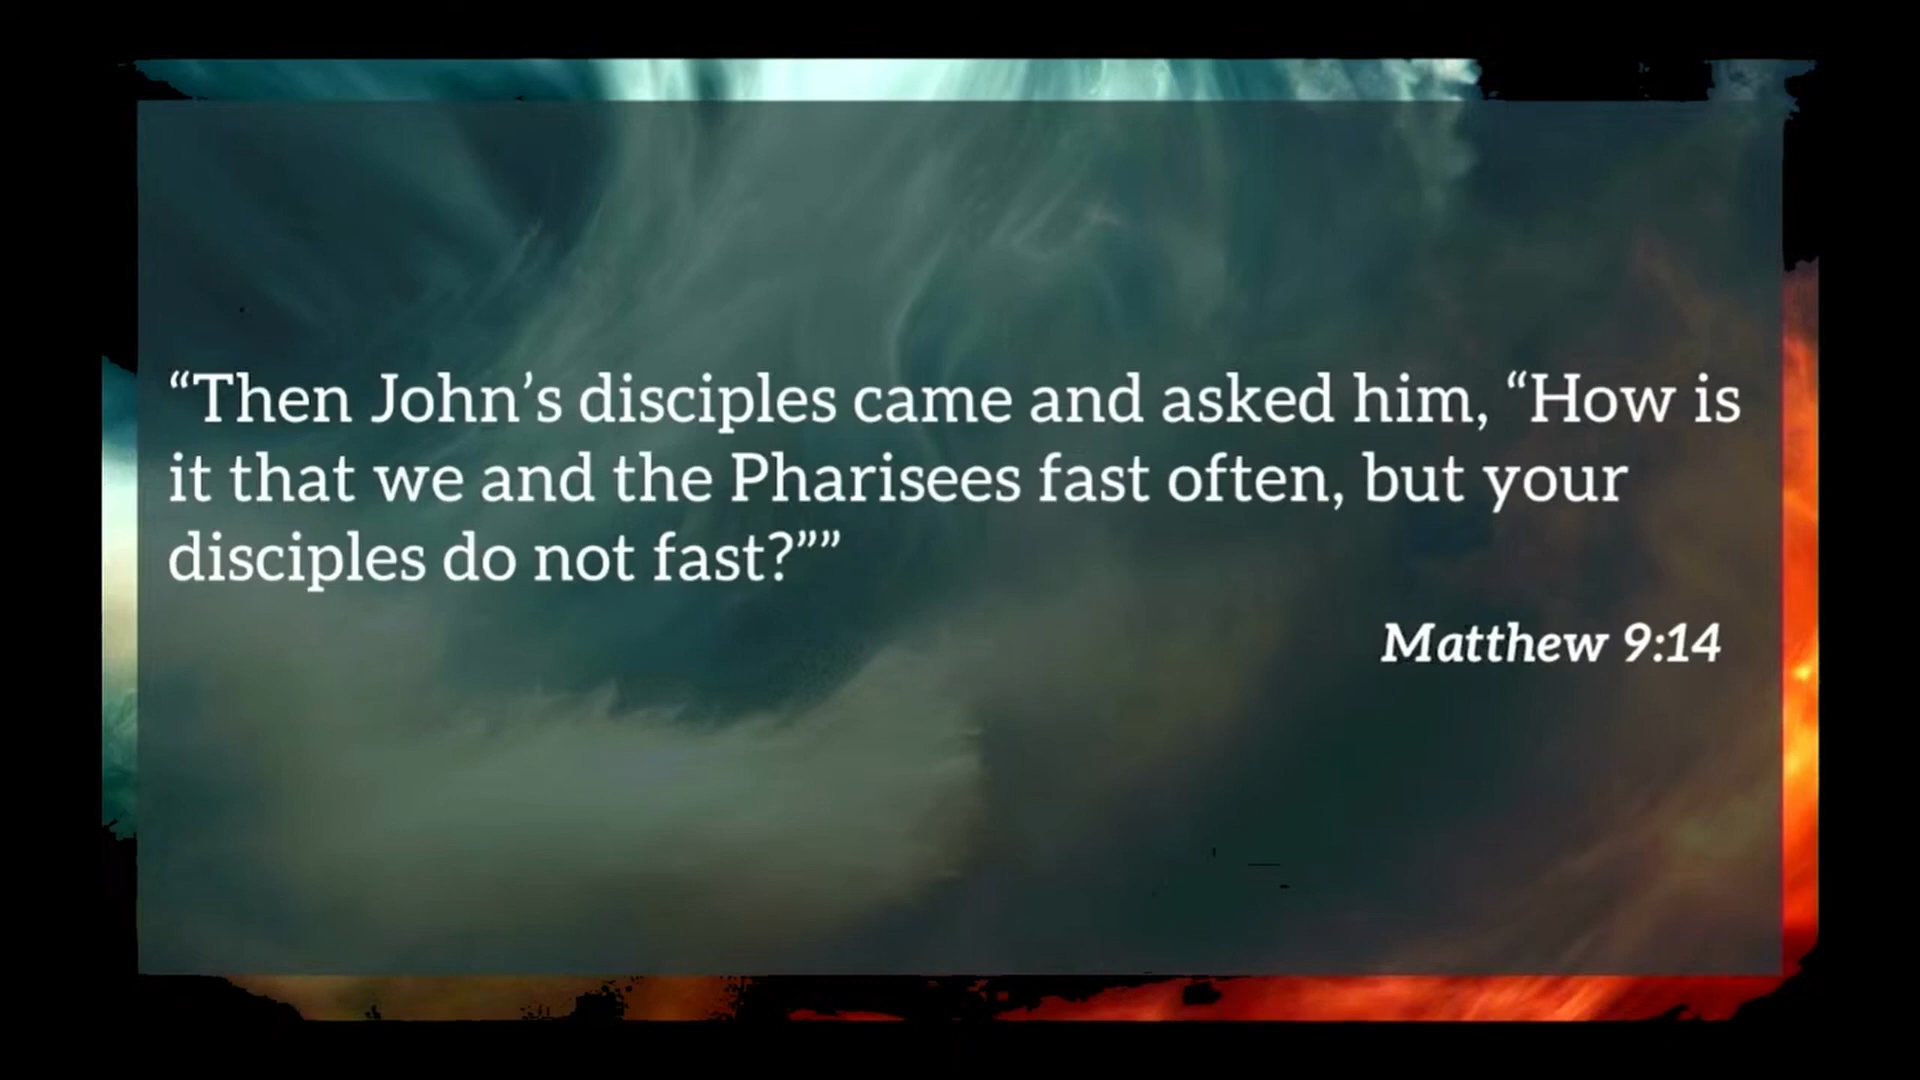 “Then John’s disciples came and asked him, “How is
it that we and the Pharisees fast often, but your
disciples do not fast?””
Matthew 9:14